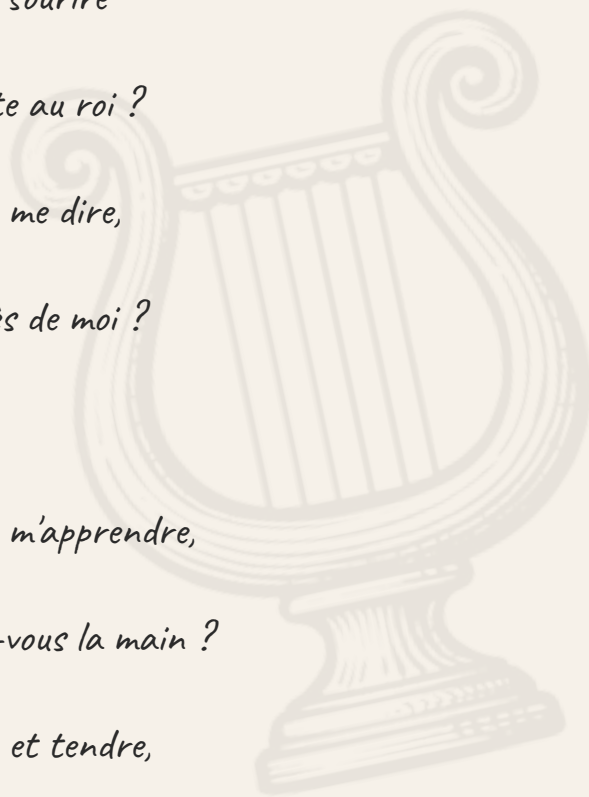 sourire
te au roi ?
me dire,
s de moi ?
m'apprendre,
-vous la main ?
et tendre,